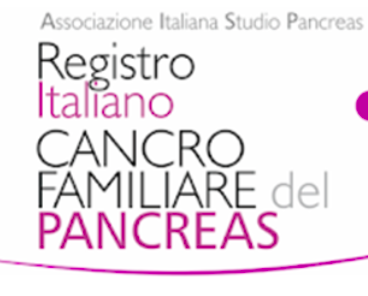 Associazione Italiana Studio Pancreas
Registro
Italiano
CANCRO
FAMILIARE del
PANCREAS